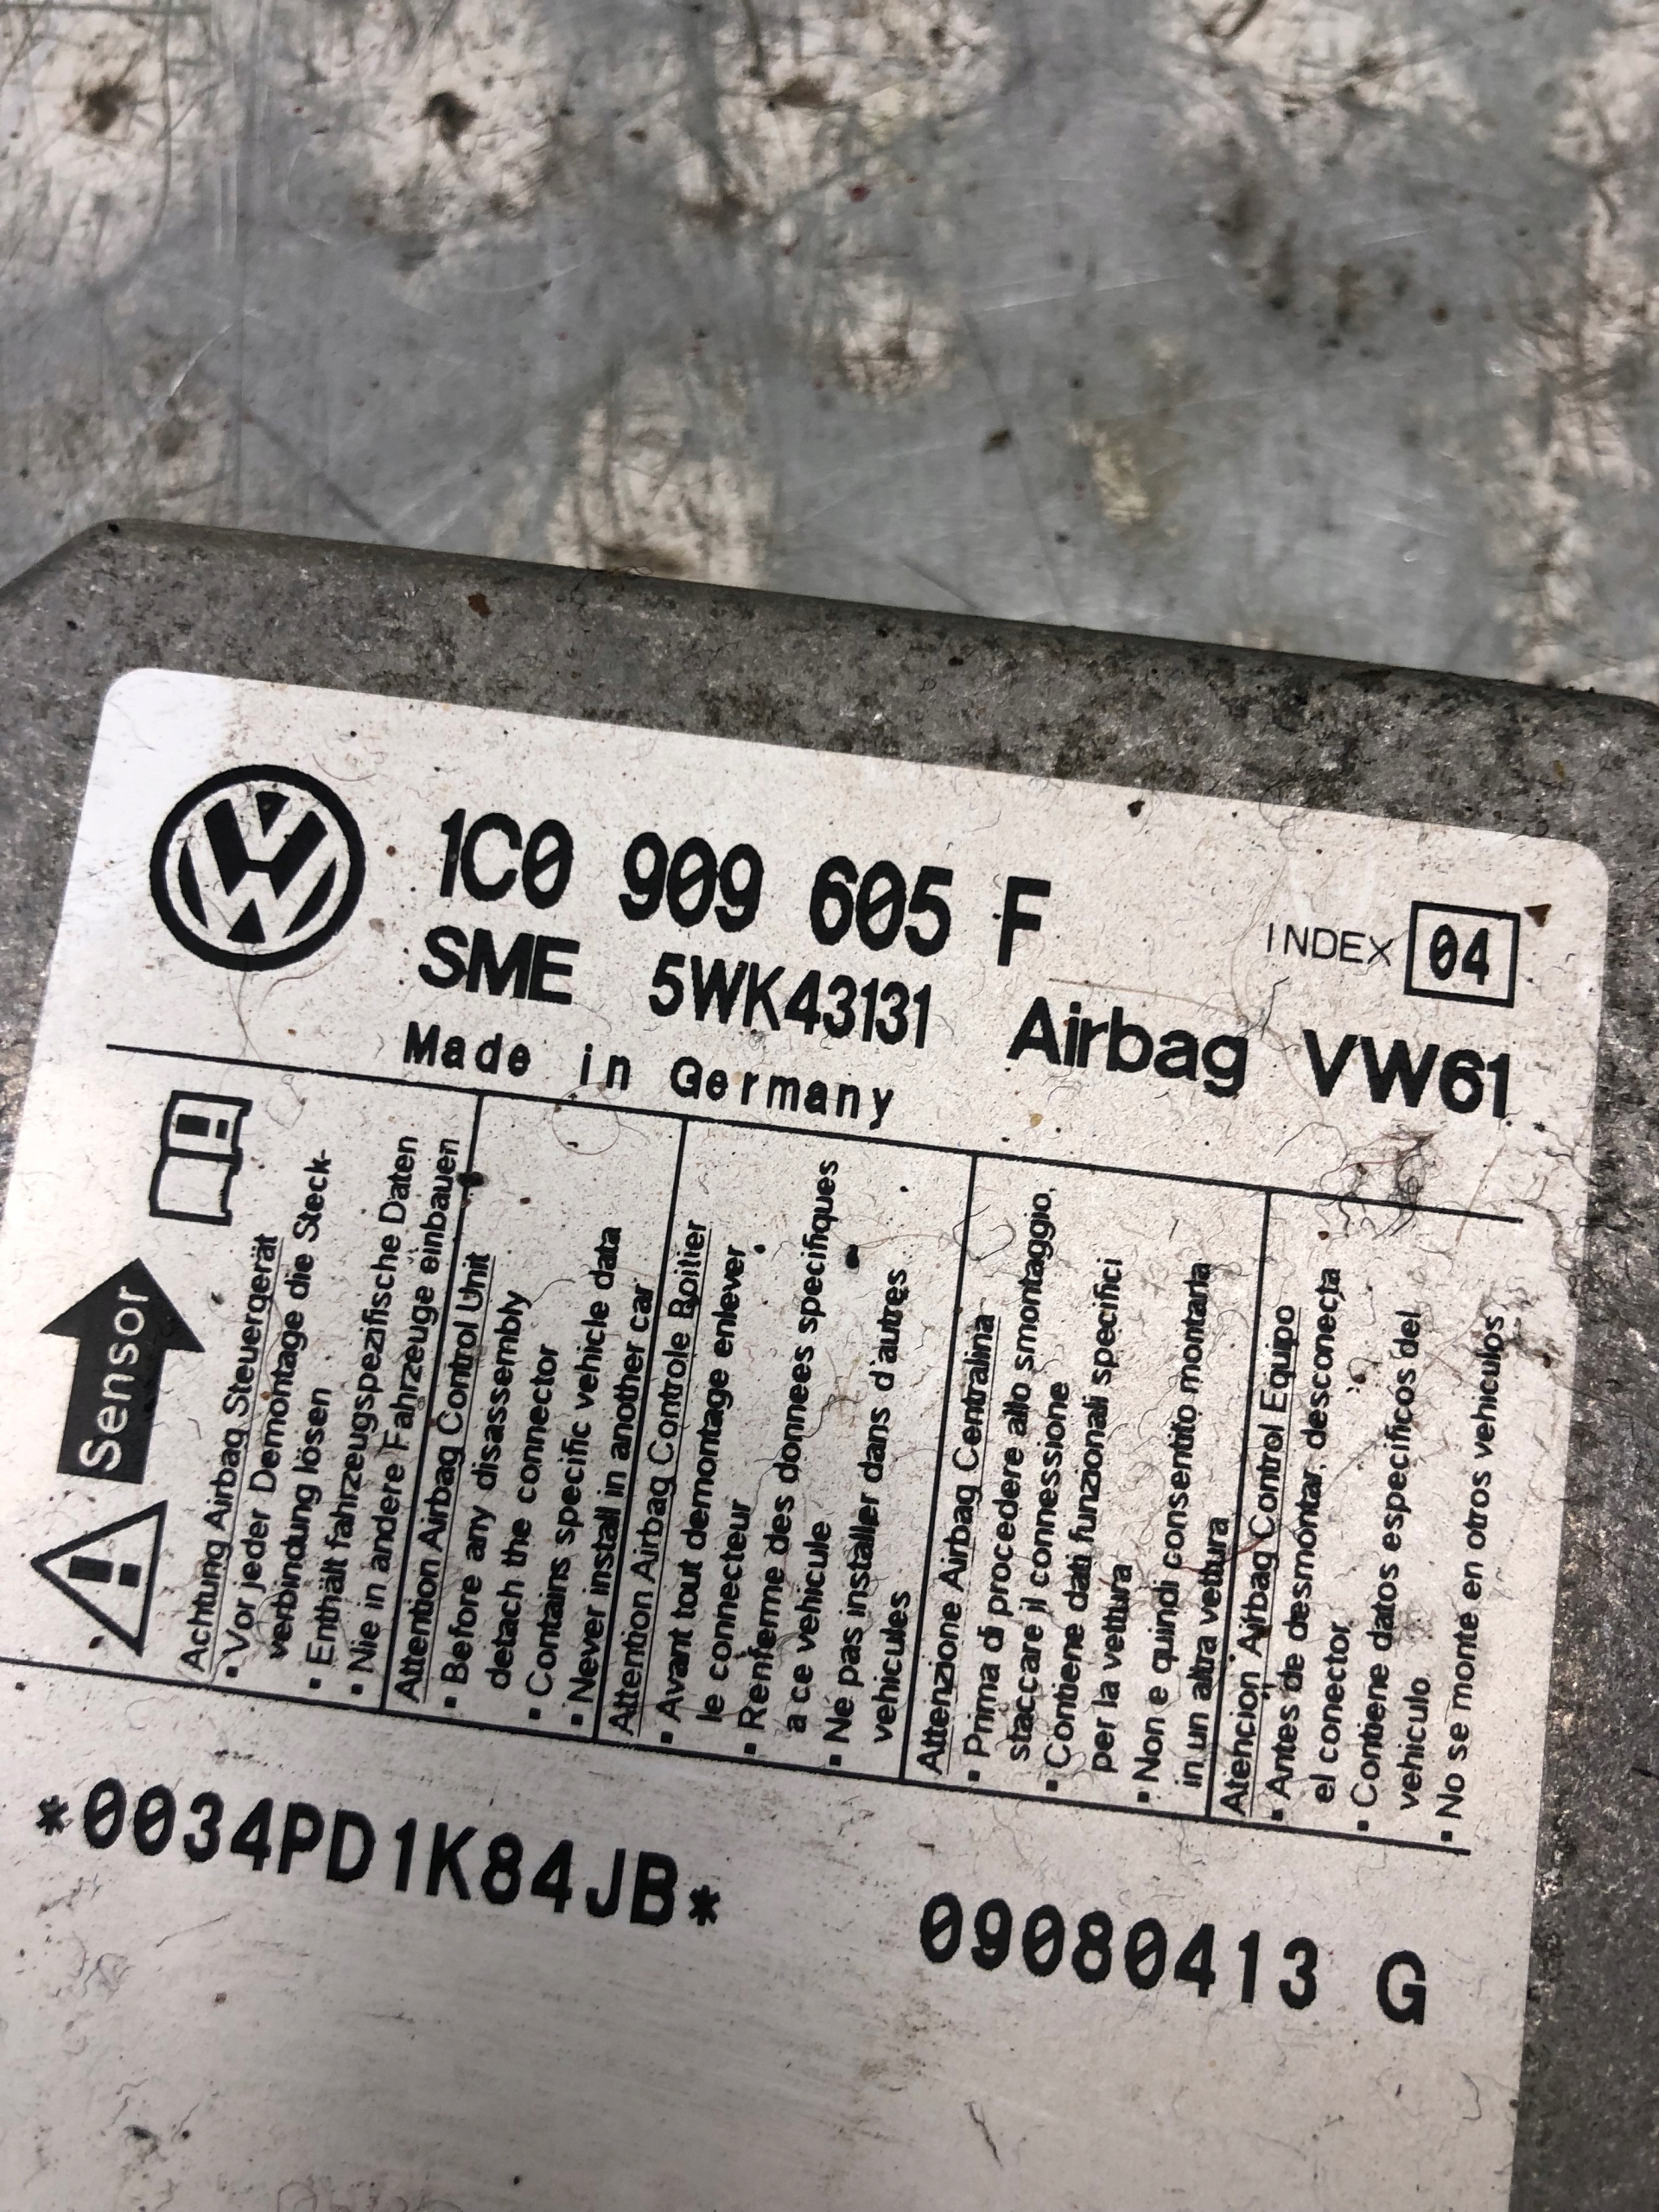 1C0 909 605 F
INDEX 04
SME 5WK43131 Airbag VW61
Made in Germany
Sensor
Achtung Airbag Steuergerät
▪ Vor jeder Demontage die Steck-
verbindung lösen
▪ Enthält fahrzeugspezifische Daten
▪ Nie in andere Fahrzeuge einbauen
Attention Airbag Control Unit
▪ Before any disassembly
detach the connector
▪ Contains specific vehicle data
▪ Never install in another car
Attention Airbag Controle Boitier
▪ Avant tout demontage enlever
le connecteur
▪ Renferme des donnees specifiques
a ce vehicule
▪ Ne pas installer dans d'autres
vehicules
Attenzione Airbag Centralina
▪ Prima di procedere allo smontaggio,
staccare il connessione
▪ Contiene dati funzionali specifici
per la vettura
▪ Non e quindi consentito montarla
in un altra vettura
Atencion Airbag Control Equipo
▪ Antes de desmontar, desconecta
el conector
▪ Contiene datos especificos del
vehiculo
▪ No se monte en otros vehiculos
*0034PD1K84JB* 09080413 G